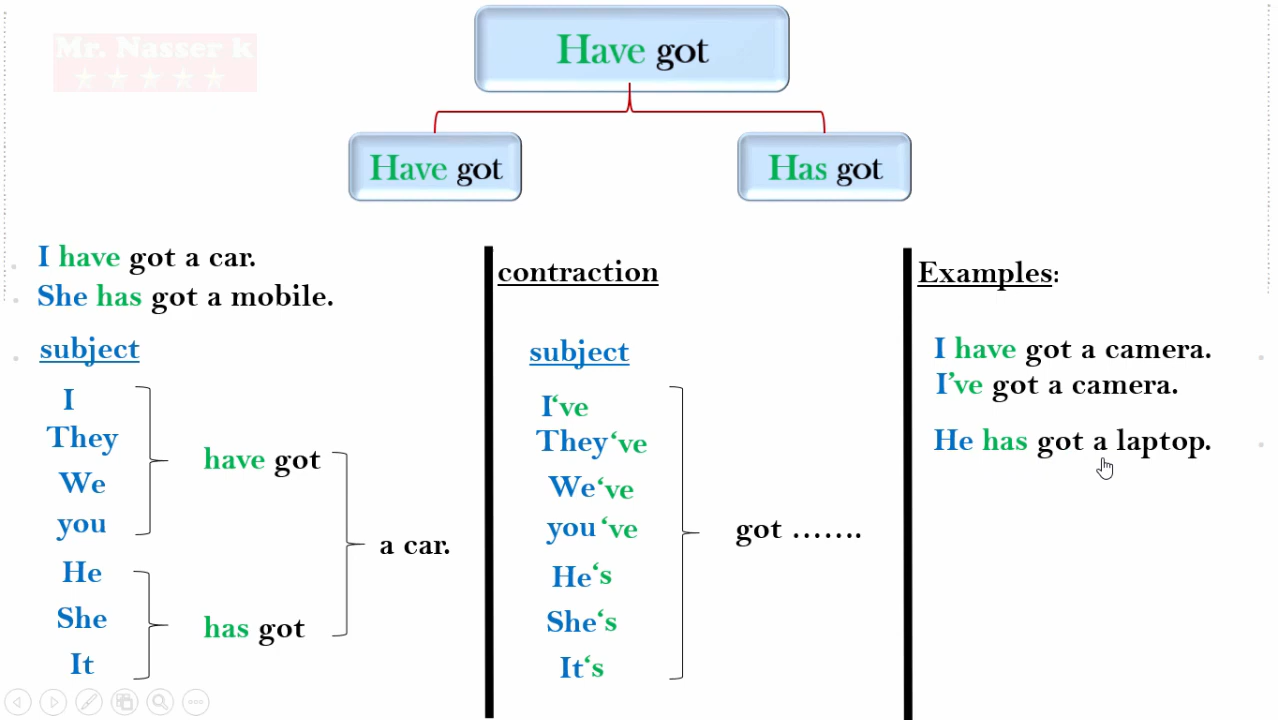 Mr. Nasser k
Have got
Have got
Has got
I have got a car.
She has got a mobile.
subject
I
They
We
you
have got
He
She
It
has got
a car.
contraction
subject
I‘ve
They‘ve
We‘ve
you ‘ve
He‘s
She‘s
It‘s
got …….
Examples:
I have got a camera.
I’ve got a camera.
He has got a laptop.